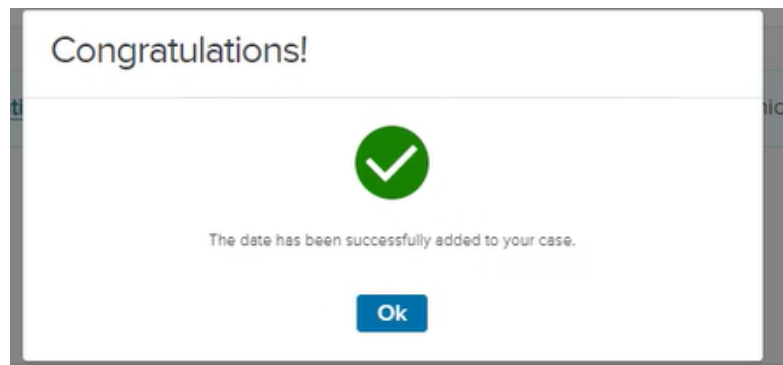 Congratulations!
The date has been successfully added to your case.
Ok